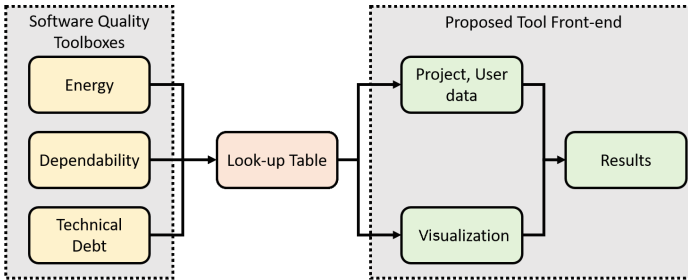 Software Quality
Toolboxes
Energy
Dependability
Technical
Debt
Look-up Table
Proposed Tool Front-end
Project, User
data
Visualization
Results